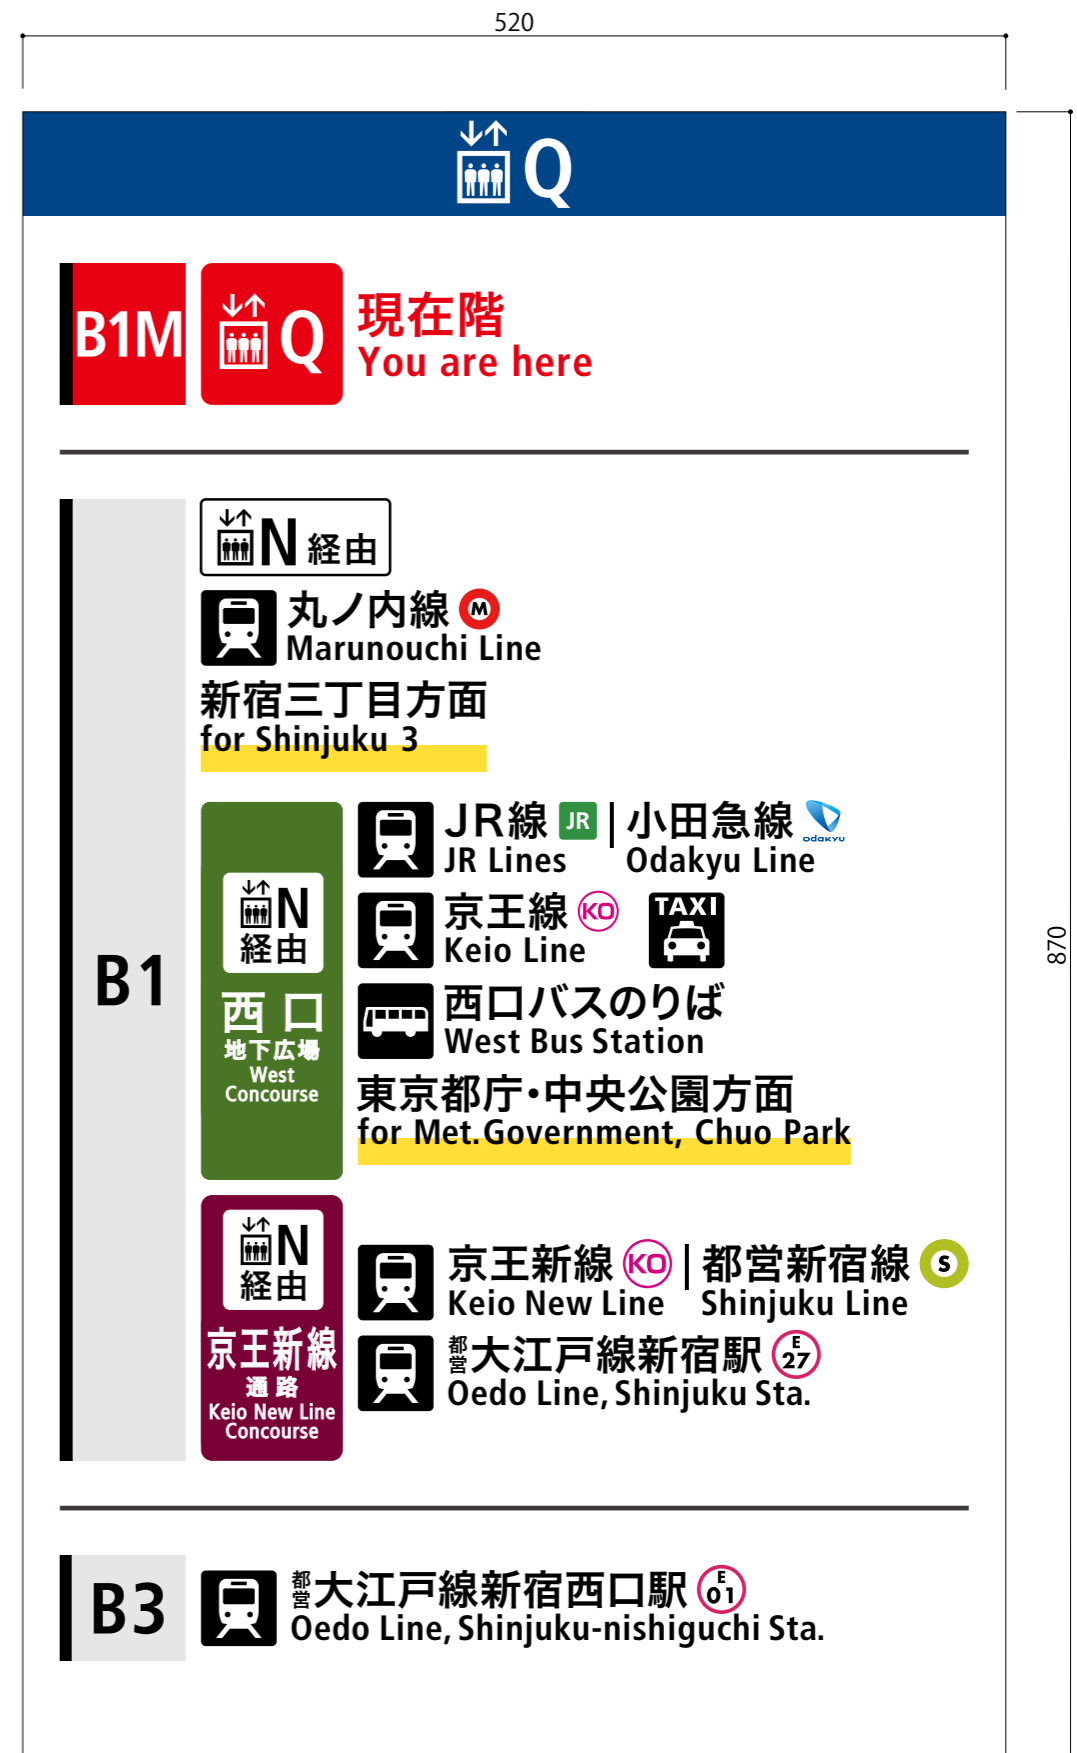 520
Q
B1M
Q
現在階
You are here
N 経由
丸ノ内線 M
Marunouchi Line
新宿三丁目方面
for Shinjuku 3
B1
N
経由
西口
地下広場
West
Concourse
JR線 JR | 小田急線 odakyu
JR Lines Odakyu Line
京王線 KO TAXI
Keio Line
西口バスのりば
West Bus Station
東京都庁・中央公園方面
for Met. Government, Chuo Park
N
経由
京王新線
通路
Keio New Line
Concourse
京王新線 KO | 都営新宿線 S
Keio New Line Shinjuku Line
都営大江戸線新宿駅 E 27
Oedo Line, Shinjuku Sta.
B3
都営大江戸線新宿西口駅 E 01
Oedo Line, Shinjuku-nishiguchi Sta.
870